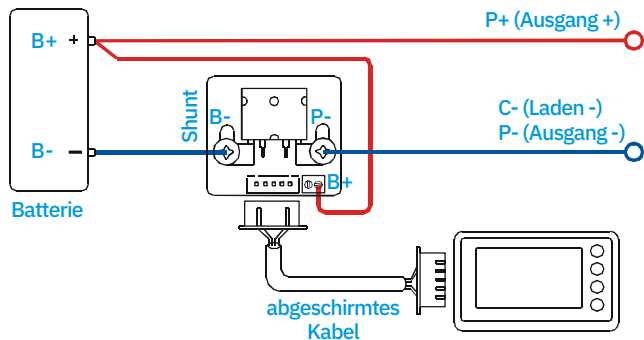 P+ (Ausgang +)
B+ +
Shunt
B-
P-
C- (Laden -)
P- (Ausgang -)
B- –
B+
Batterie
abgeschirmtes
Kabel